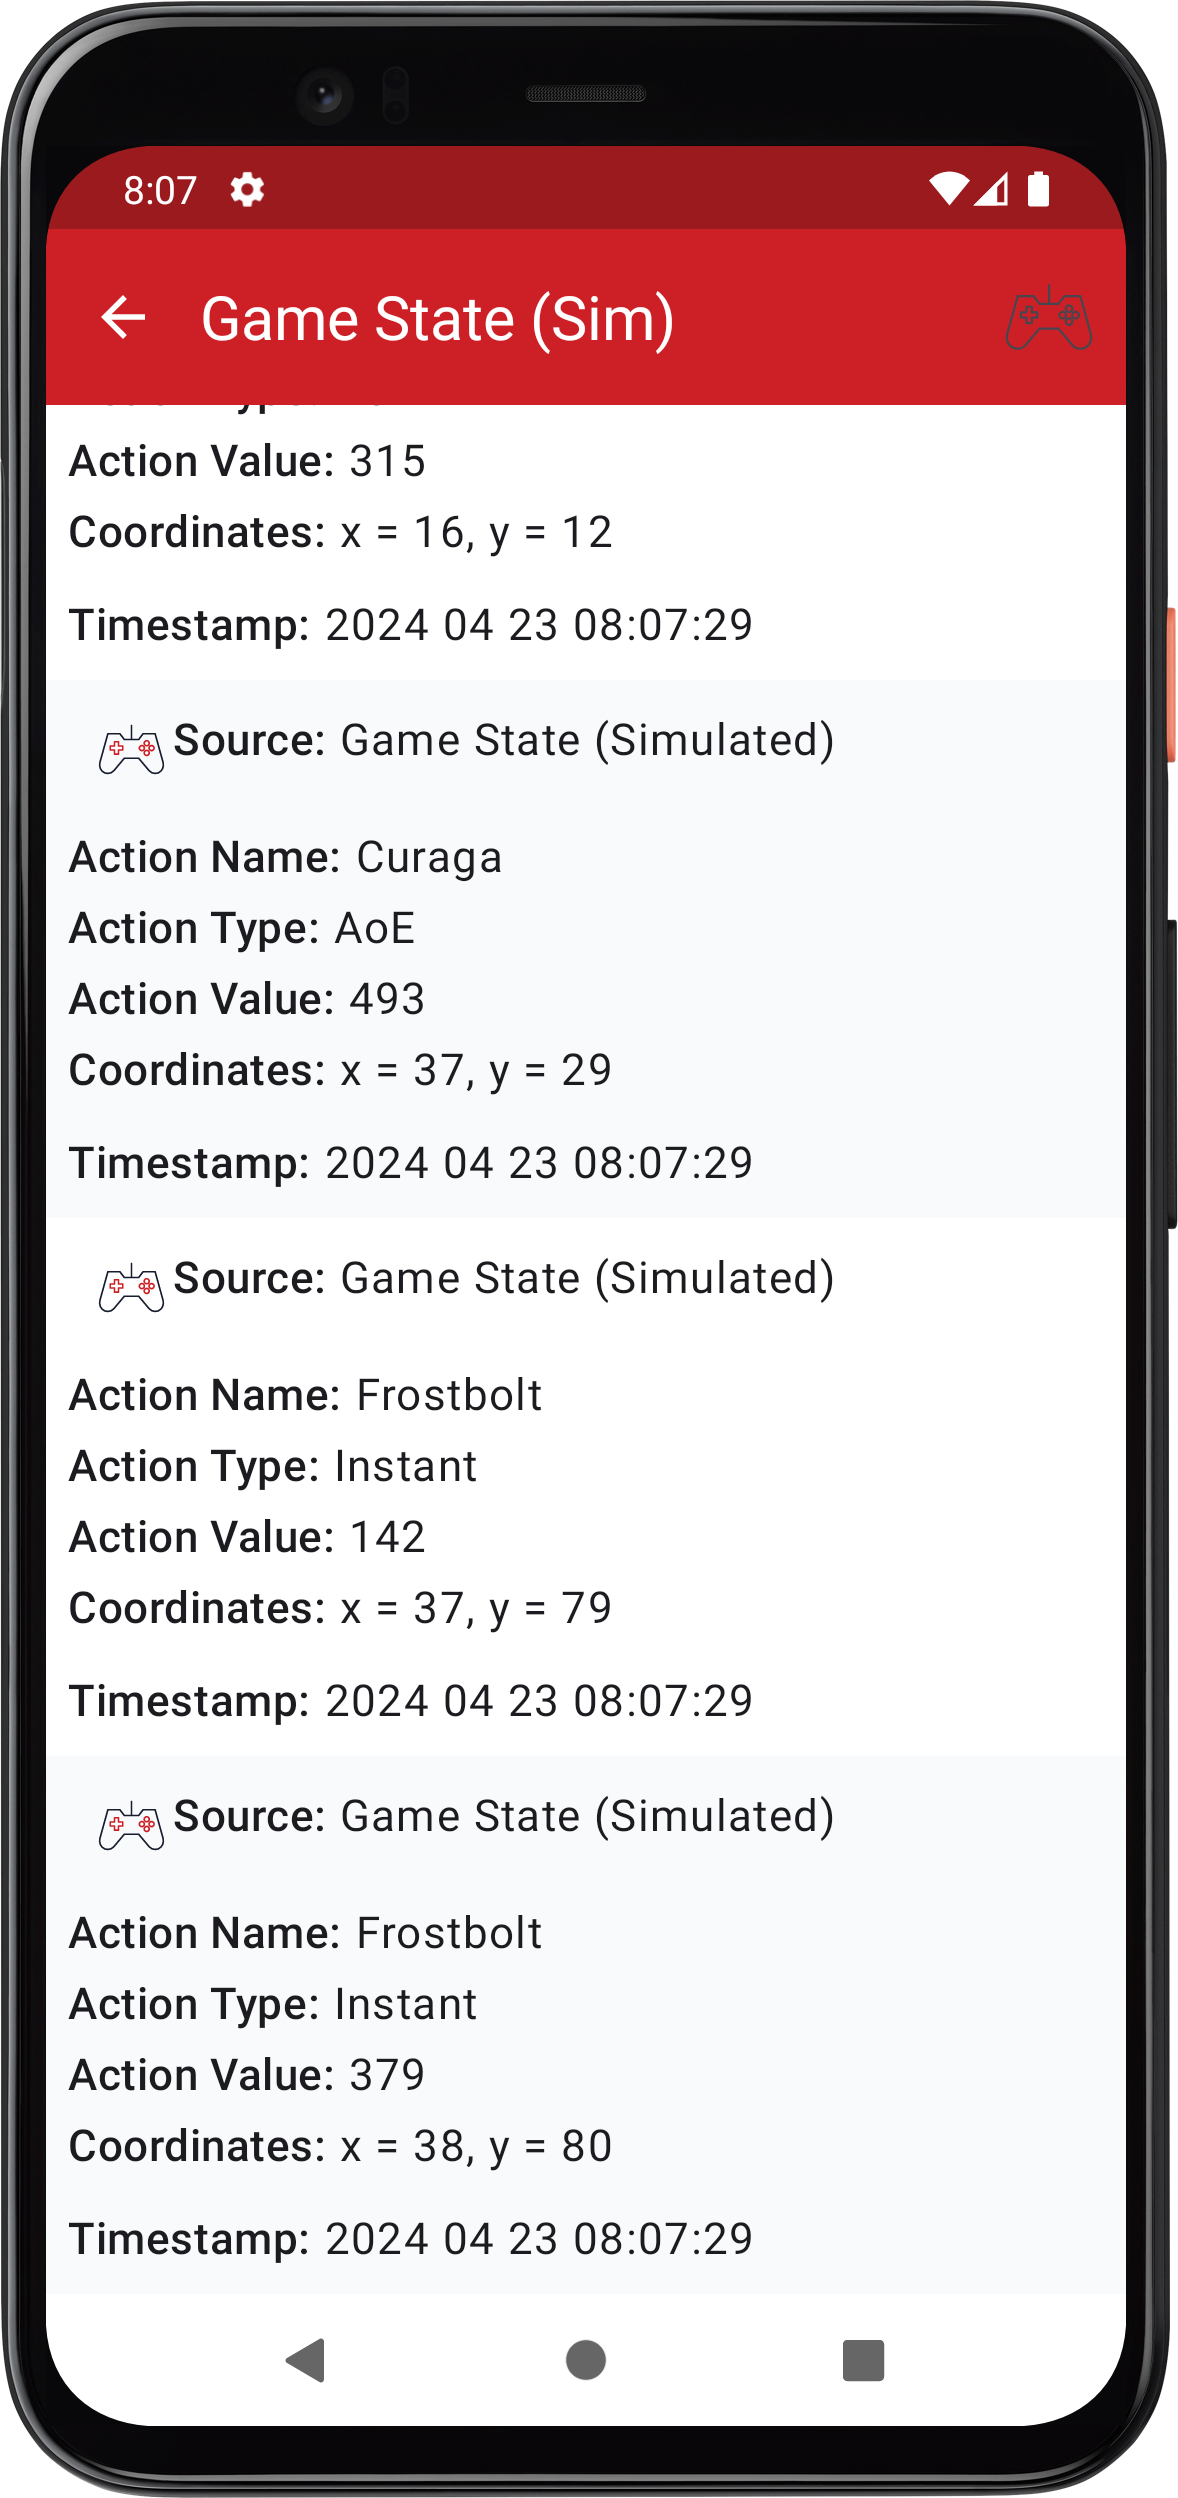 8:07
Game State (Sim)
Action Value: 315
Coordinates: x = 16, y = 12
Timestamp: 2024 04 23 08:07:29
Source: Game State (Simulated)
Action Name: Curaga
Action Type: AoE
Action Value: 493
Coordinates: x = 37, y = 29
Timestamp: 2024 04 23 08:07:29
Source: Game State (Simulated)
Action Name: Frostbolt
Action Type: Instant
Action Value: 142
Coordinates: x = 37, y = 79
Timestamp: 2024 04 23 08:07:29
Source: Game State (Simulated)
Action Name: Frostbolt
Action Type: Instant
Action Value: 379
Coordinates: x = 38, y = 80
Timestamp: 2024 04 23 08:07:29